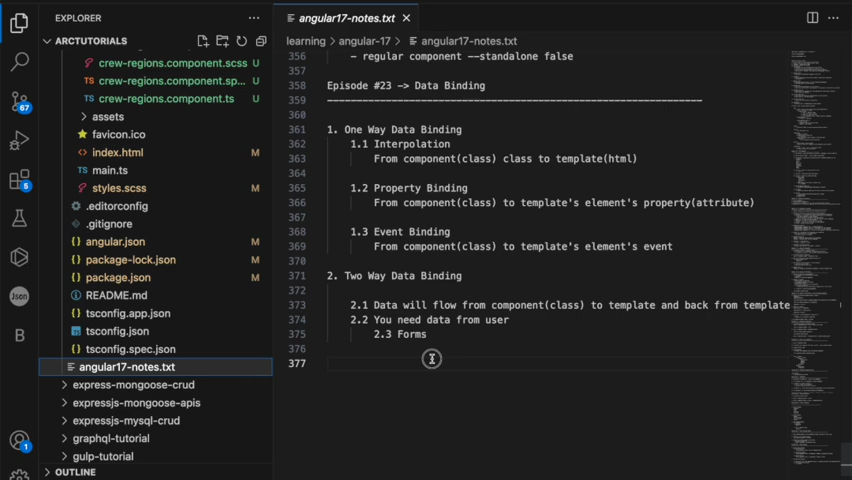 EXPLORER
ARCTUTORIALS
crew-regions.component.scss U
crew-regions.component.sp... U
crew-regions.component.ts U
assets
favicon.ico
index.html M
main.ts
styles.scss M
.editorconfig
.gitignore
angular.json M
package-lock.json M
package.json M
README.md
tsconfig.app.json
tsconfig.json
tsconfig.spec.json
angular17-notes.txt
express-mongoose-crud
expressjs-mongoose-apis
expressjs-mysql-crud
graphql-tutorial
gulp-tutorial
OUTLINE
67
5
Json
B
1
TS
TS
TS
angular17-notes.txt
learning > angular-17 > angular17-notes.txt
356 - regular component --standalone false
357
358 Episode #23 -> Data Binding
359 ----------------------------------------------------------------
360
361 1. One Way Data Binding
362 1.1 Interpolation
363 From component(class) class to template(html)
364
365 1.2 Property Binding
366 From component(class) to template's element's property(attribute)
367
368 1.3 Event Binding
369 From component(class) to template's element's event
370
371 2. Two Way Data Binding
372
373 2.1 Data will flow from component(class) to template and back from template
374 2.2 You need data from user
375 2.3 Forms
376
377